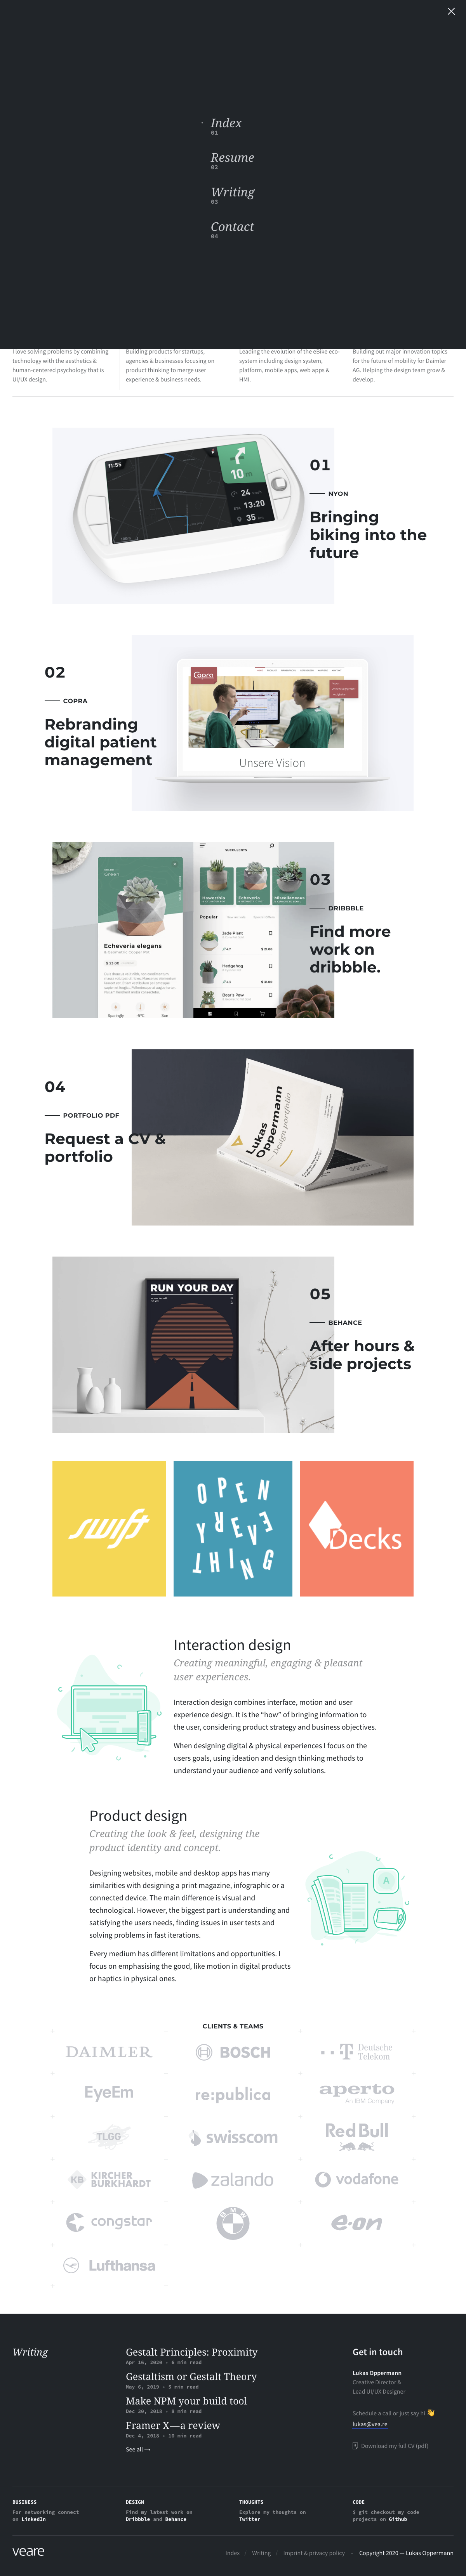 Index
01
Resume
02
Writing
03
Contact
04
I love solving problems by combining
technology with the aesthetics &
human-centered psychology that is
UI/UX design.
Building products for startups,
agencies & businesses focusing on
product thinking to merge user
experience & business needs.
Leading the evolution of the eBike eco-
system including design system,
platform, mobile apps, web apps &
HMI.
Building out major innovation topics
for the future of mobility for Daimler
AG. Helping the design team grow &
develop.
11:55
10
24
13:20
35
01
NYON
Bringing
biking into the
future
02
COPRA
Rebranding
digital patient
management
Copra
Unsere Vision
Green
Echeveria elegans
$ 23.50
Sparingly
-5°C
Sun
SUCCULENTS
Haworthia
Echeveria
Miscellaneous
Popular
Jade Plant
Hedgehog
Bear's Paw
03
DRIBBBLE
Find more
work on
dribbble.
04
PORTFOLIO PDF
Request a CV &
portfolio
Lukas
Oppermann
Design portfolio
RUN YOUR DAY
05
BEHANCE
After hours &
side projects
swift
OPEN
EVERY
THING
Decks
Interaction design
Creating meaningful, engaging & pleasant
user experiences.
Interaction design combines interface, motion and user
experience design. It is the “how” of bringing information to
the user, considering product strategy and business objectives.
When designing digital & physical experiences I focus on the
users goals, using ideation and design thinking methods to
understand your audience and verify solutions.
Product design
Creating the look & feel, designing the
product identity and concept.
Designing websites, mobile and desktop apps has many
similarities with designing a print magazine, infographic or a
connected device. The main difference is visual and
technological. However, the biggest part is understanding and
satisfying the users needs, finding issues in user tests and
solving problems in fast iterations.
Every medium has different limitations and opportunities. I
focus on emphasising the good, like motion in digital products
or haptics in physical ones.
A
CLIENTS & TEAMS
DAIMLER
BOSCH
T Deutsche
Telekom
EyeEm
re:publica
aperto
An IBM Company
TLGG
swisscom
Red Bull
KB KIRCHER
BURKHARDT
zalando
vodafone
congstar
BMW
e·on
Lufthansa
Writing
Gestalt Principles: Proximity
Apr 16, 2020 · 6 min read
Gestaltism or Gestalt Theory
May 6, 2019 · 5 min read
Make NPM your build tool
Dec 30, 2018 · 8 min read
Framer X—a review
Dec 4, 2018 · 10 min read
See all →
Get in touch
Lukas Oppermann
Creative Director &
Lead UI/UX Designer
Schedule a call or just say hi 👋
lukas@vea.re
Download my full CV (pdf)
BUSINESS
For networking connect
on LinkedIn
DESIGN
Find my latest work on
Dribbble and Behance
THOUGHTS
Explore my thoughts on
Twitter
CODE
$ git checkout my code
projects on Github
veare
Index / Writing / Imprint & privacy policy · Copyright 2020 — Lukas Oppermann